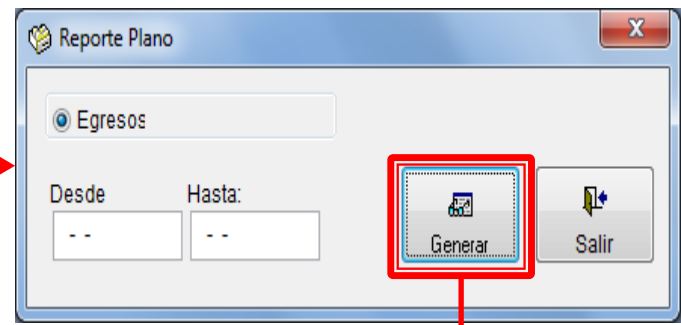 Reporte Plano
X
Egresos
Desde Hasta:
- - - -
Generar Salir